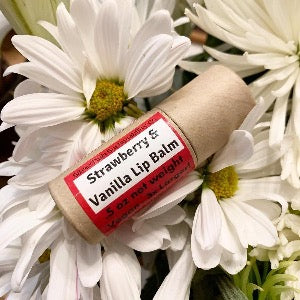 Strawberry &
Vanilla Lip Balm
.5 oz net weight